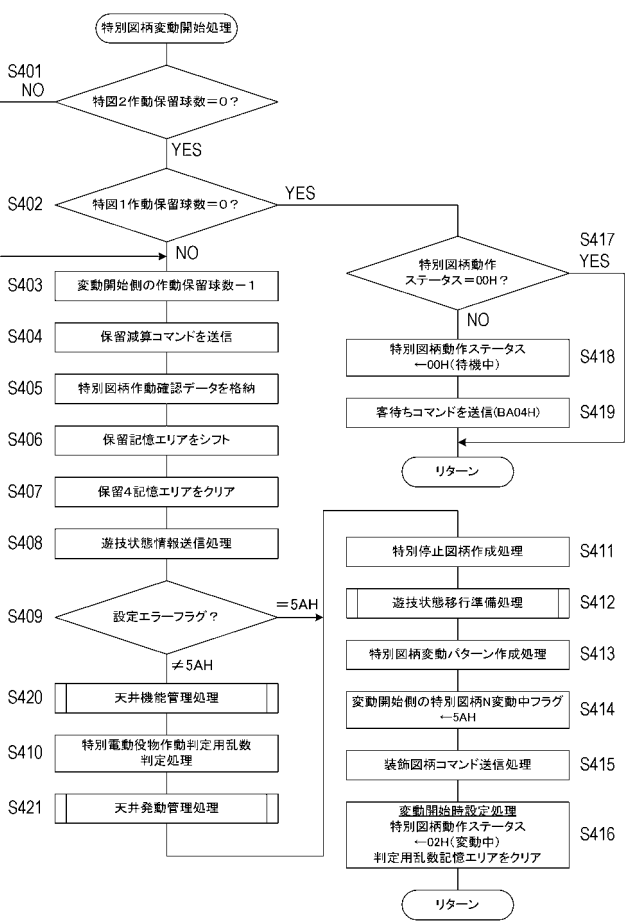 特別図柄変動開始処理
S401
NO
特図2作動保留球数=0?
YES
S402
特図1作動保留球数=0?
YES
NO
S403
変動開始側の作動保留球数-1
S404
保留減算コマンドを送信
S405
特別図柄作動確認データを格納
S406
保留記憶エリアをシフト
S407
保留4記憶エリアをクリア
S408
遊技状態情報送信処理
S409
設定エラーフラグ?
=5AH
≠5AH
S420
天井機能管理処理
S410
特別電動役物作動判定用乱数
判定処理
S421
天井発動管理処理
S417
YES
特別図柄動作
ステータス=00H?
NO
特別図柄動作ステータス
←00H(待機中)
S418
客待ちコマンドを送信(BA04H)
S419
リターン
特別停止図柄作成処理
S411
遊技状態移行準備処理
S412
特別図柄変動パターン作成処理
S413
変動開始側の特別図柄N変動中フラグ
←5AH
S414
装飾図柄コマンド送信処理
S415
変動開始時設定処理
特別図柄動作ステータス
←02H(変動中)
判定用乱数記憶エリアをクリア
S416
リターン